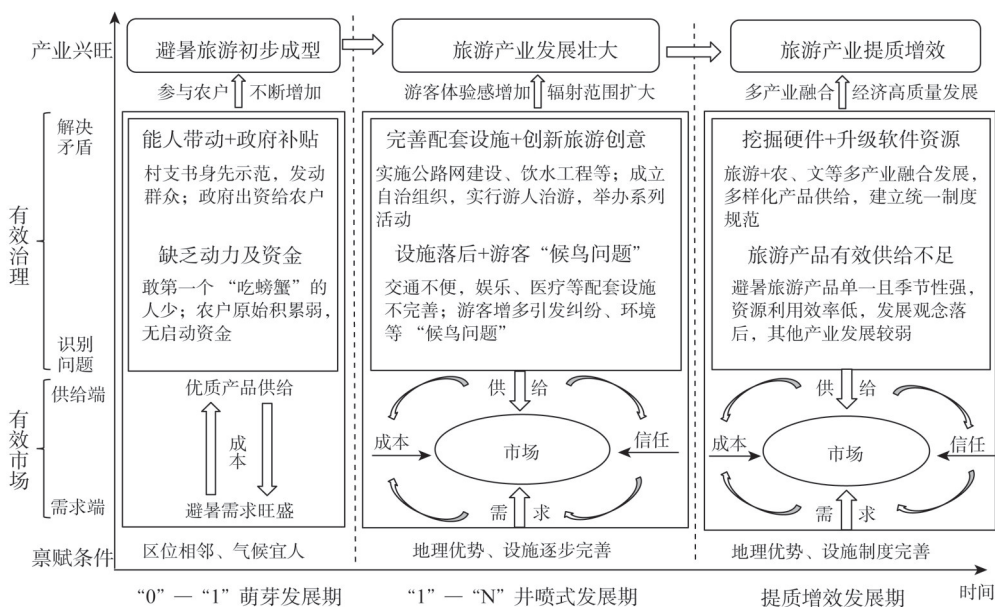 产业兴旺
避暑旅游初步成型
旅游产业发展壮大
旅游产业提质增效
参与农户 不断增加
游客体验感增加 辐射范围扩大
多产业融合 经济高质量发展
解决
矛盾
有效治理
识别
问题
能人带动+政府补贴
村支书身先示范，发动
群众；政府出资给农户
缺乏动力及资金
敢第一个“吃螃蟹”的
人少；农户原始积累弱，
无启动资金
完善配套设施+创新旅游创意
实施公路网建设、饮水工程等；成立
自治组织，实行游人治游，举办系列
活动
设施落后+游客“候鸟问题”
交通不便，娱乐、医疗等配套设施
不完善；游客增多引发纠纷、环境
等“候鸟问题”
挖掘硬件+升级软件资源
旅游+农、文等多产业融合发展，
多样化产品供给，建立统一制度
规范
旅游产品有效供给不足
避暑旅游产品单一且季节性强，
资源利用效率低，发展观念落
后，其他产业发展较弱
供给端
有效市场
需求端
优质产品供给
成本
避暑需求旺盛
供 给
成本
市场
信任
需 求
供 给
成本
市场
信任
需 求
禀赋条件
区位相邻、气候宜人
地理优势、设施逐步完善
地理优势、设施制度完善
“0”—“1”萌芽发展期
“1”—“N”井喷式发展期
提质增效发展期
时间